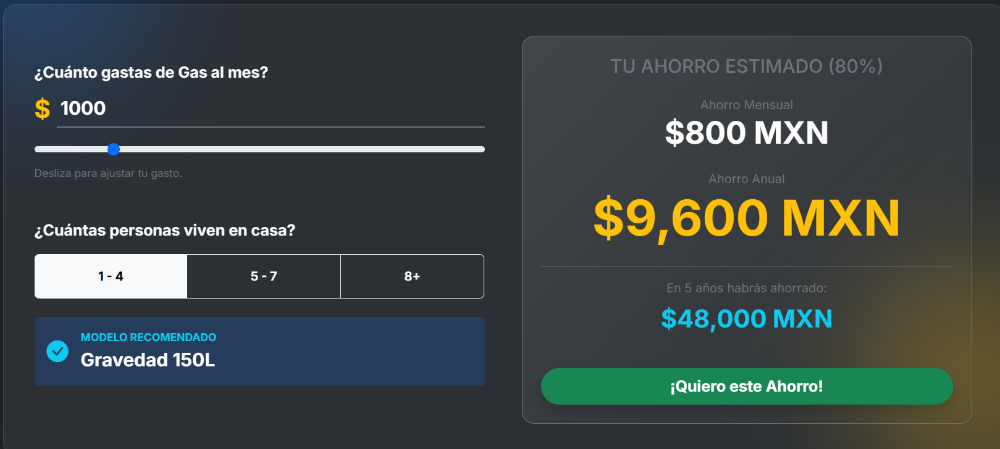 ¿Cuánto gastas de Gas al mes?
$ 1000
Desliza para ajustar tu gasto.
¿Cuántas personas viven en casa?
1 - 4
5 - 7
8+
MODELO RECOMENDADO
Gravedad 150L
TU AHORRO ESTIMADO (80%)
Ahorro Mensual
$800 MXN
Ahorro Anual
$9,600 MXN
En 5 años habrás ahorrado:
$48,000 MXN
¡Quiero este Ahorro!